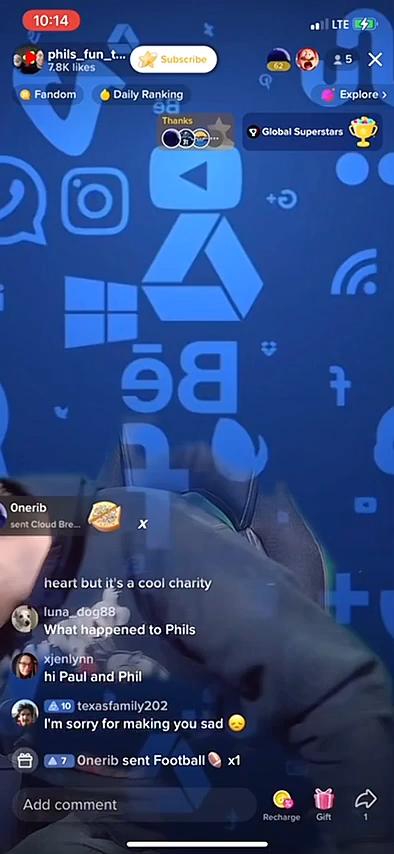 10:14
LTE
phils_fun_t...
7.8K likes
Subscribe
62
5
Fandom
Daily Ranking
Explore >
Thanks
Global Superstars
G+
Bē
f
f
0nerib
sent Cloud Bre...
x
heart but it's a cool charity
luna_dog88
What happened to Phils
xjenlynn
hi Paul and Phil
10 texasfamily202
I'm sorry for making you sad 😞
7 0nerib sent Football 🏈 x1
Add comment
Recharge
Gift
1